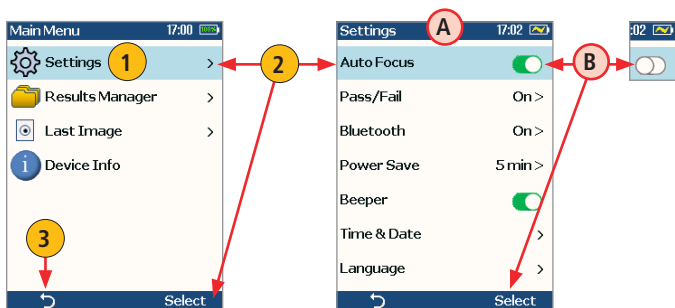 Main Menu 17:00 100%
Settings 1 >
Results Manager >
Last Image >
i Device Info
3
Select
2
Settings A 17:02
Auto Focus
Pass/Fail On >
Bluetooth On >
Power Save 5 min >
Beeper
Time & Date >
Language >
Select
B
:02